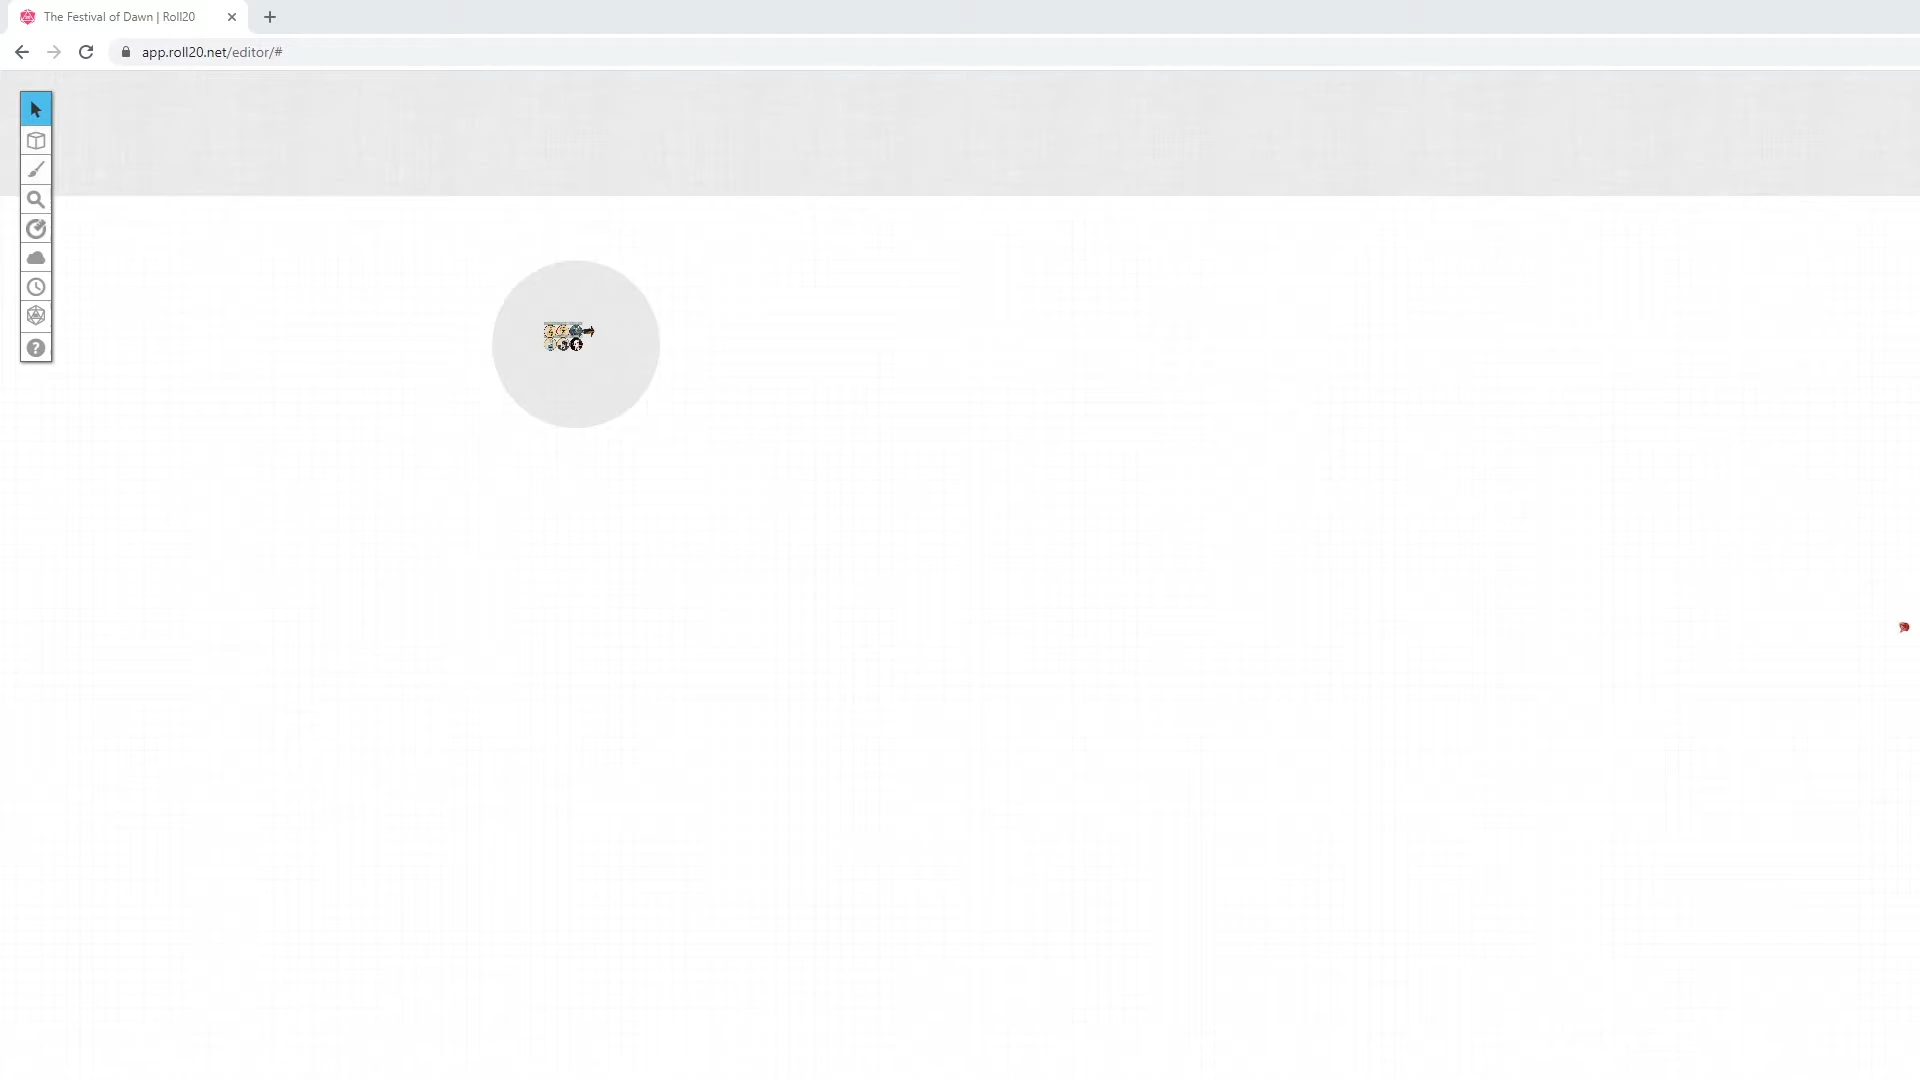 The Festival of Dawn | Roll20
app.roll20.net/editor/#